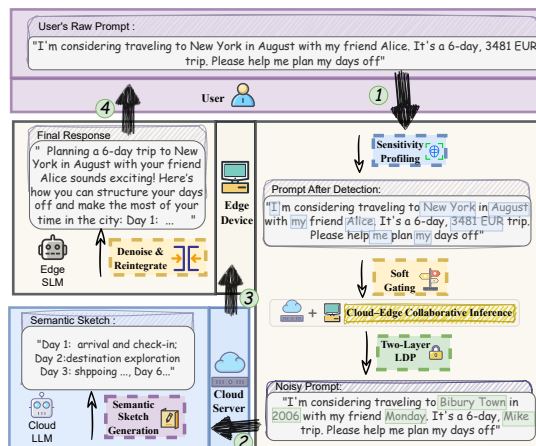 User's Raw Prompt :
"I'm considering traveling to New York in August with my friend Alice. It's a 6-day, 3481 EUR
trip. Please help me plan my days off"
User
1
4
Final Response
" Planning a 6-day trip to New
York in August with your friend
Alice sounds exciting! Here's
how you can structure your days
off and make the most of your
time in the city: Day 1: ... "
Edge
SLM
Denoise &
Reintegrate
Edge
Device
Sensitivity
Profiling
Prompt After Detection:
"I'm considering traveling to New York in August
with my friend Alice. It's a 6-day, 3481 EUR trip.
Please help me plan my days off"
Soft
Gating
+
Cloud–Edge Collaborative Inference
Two-Layer
LDP
3
Semantic Sketch:
"Day 1: arrival and check-in;
Day 2:destination exploration
Day 3: shppoing ..., Day 6..."
Cloud
LLM
Semantic
Sketch
Generation
Cloud
Server
2
Noisy Prompt:
"I'm considering traveling to Bibury Town in
2006 with my friend Monday. It's a 6-day, Mike
trip. Please help me plan my days off"